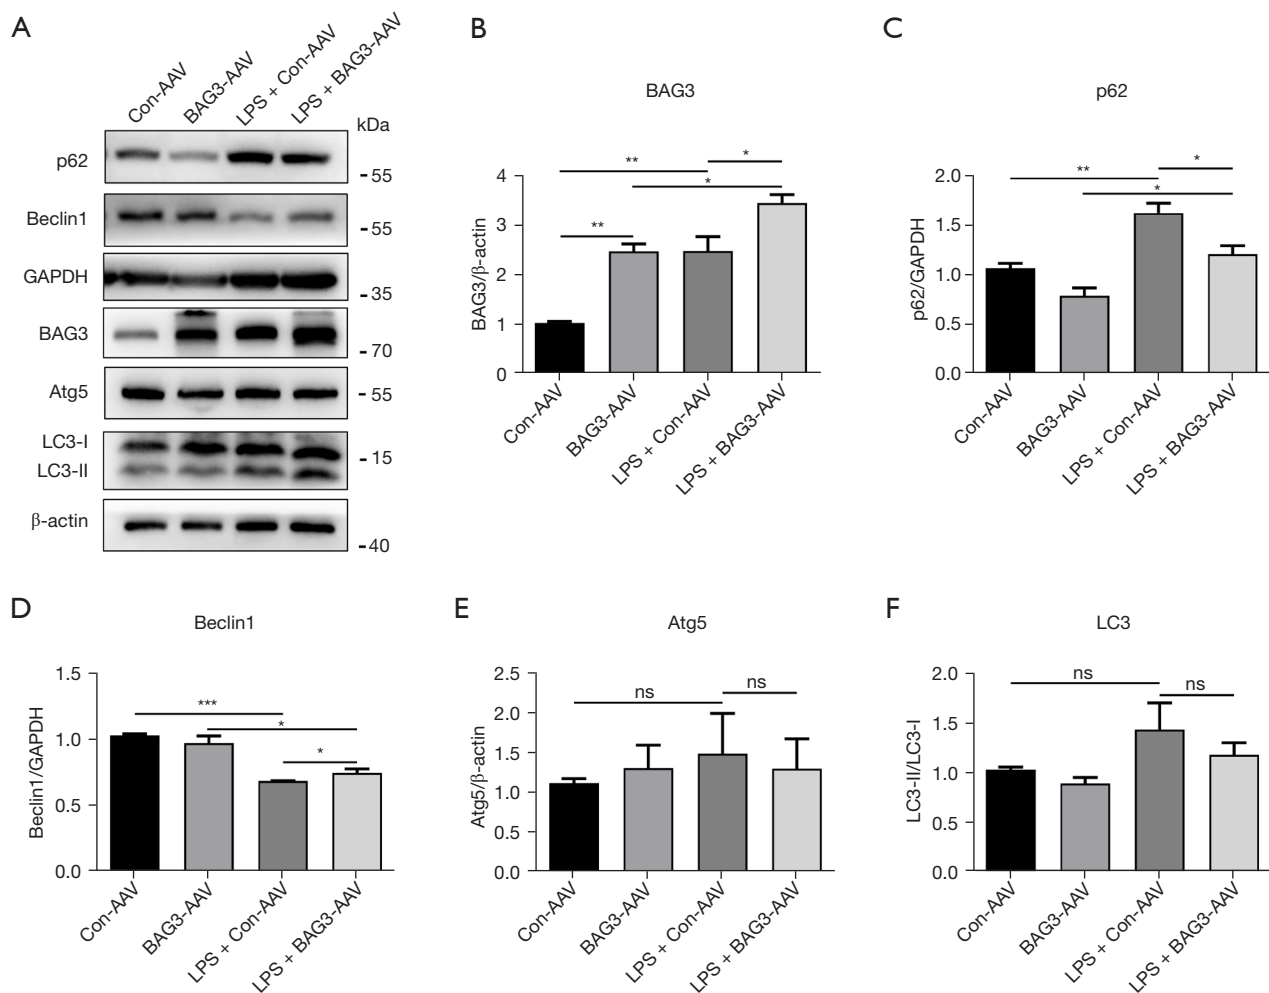 A
Con-AAV
BAG3-AAV
LPS + Con-AAV
LPS + BAG3-AAV
kDa
p62
-55
Beclin1
-55
GAPDH
-35
BAG3
-70
Atg5
-55
LC3-I
-15
LC3-II
β-actin
-40
B
BAG3
BAG3/β-actin
4
3
2
1
0
**
*
*
**
Con-AAV
BAG3-AAV
LPS + Con-AAV
LPS + BAG3-AAV
C
p62
p62/GAPDH
2.0
1.5
1.0
0.5
0.0
**
*
*
Con-AAV
BAG3-AAV
LPS + Con-AAV
LPS + BAG3-AAV
D
Beclin1
Beclin1/GAPDH
1.5
1.0
0.5
0.0
***
*
*
Con-AAV
BAG3-AAV
LPS + Con-AAV
LPS + BAG3-AAV
E
Atg5
Atg5/β-actin
2.5
2.0
1.5
1.0
0.5
0.0
ns
ns
Con-AAV
BAG3-AAV
LPS + Con-AAV
LPS + BAG3-AAV
F
LC3
LC3-II/LC3-I
2.0
1.5
1.0
0.5
0.0
ns
ns
Con-AAV
BAG3-AAV
LPS + Con-AAV
LPS + BAG3-AAV